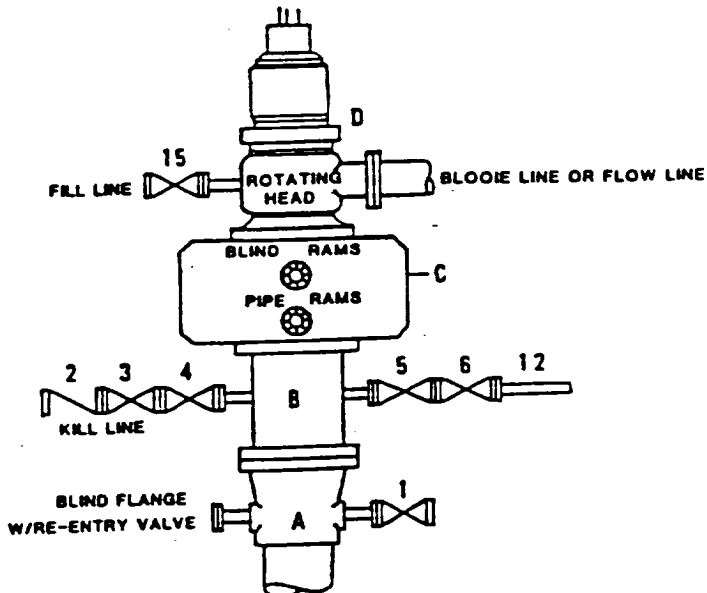 D
15
FILL LINE
ROTATING
HEAD
BLOOIE LINE OR FLOW LINE
BLIND RAMS
C
PIPE RAMS
2 3 4
5 6 12
B
KILL LINE
1
BLIND FLANGE
W/RE-ENTRY VALVE
A